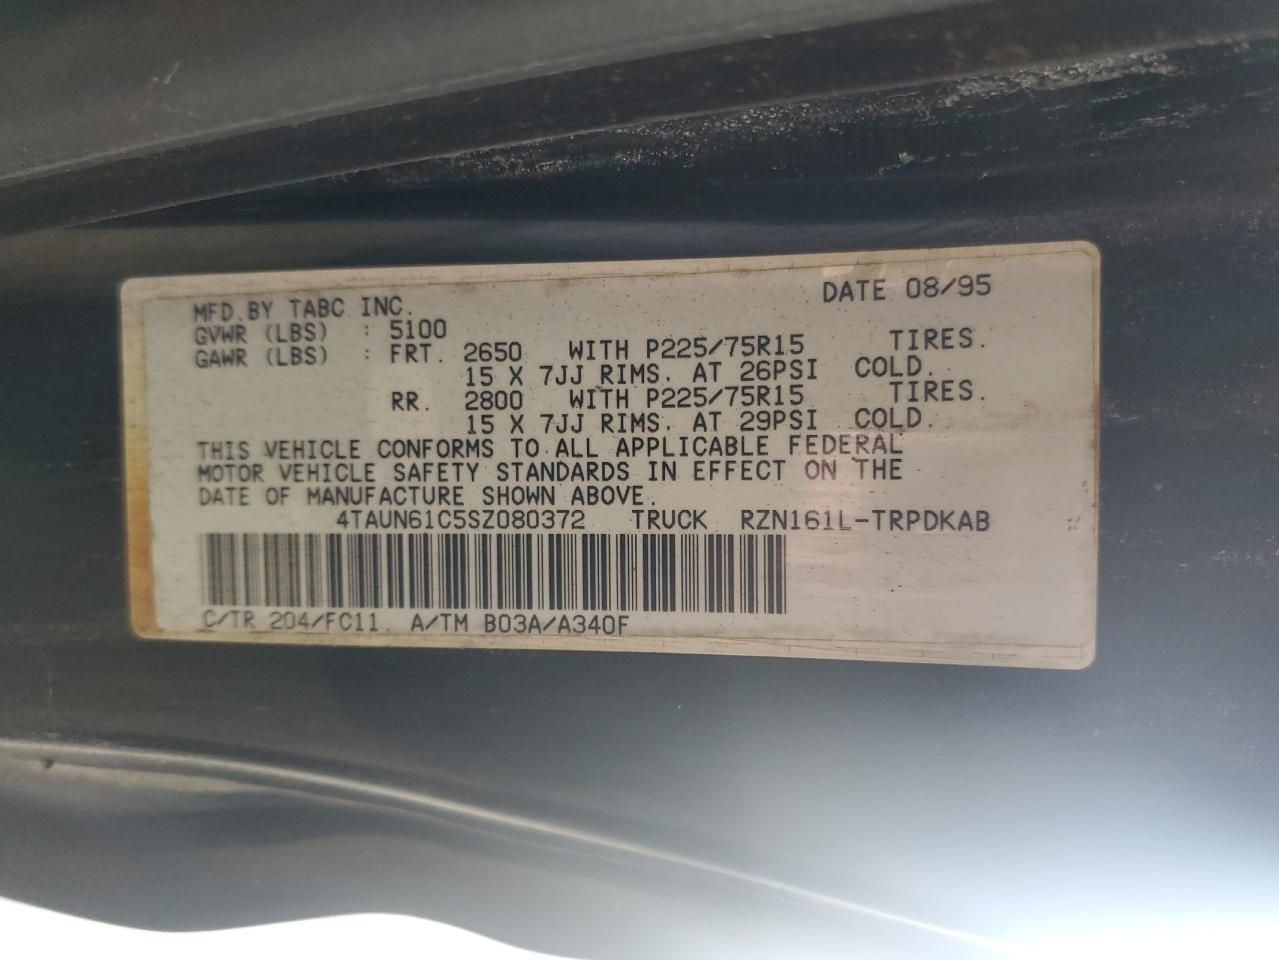 MFD.BY TABC INC. DATE 08/95
GVWR (LBS) : 5100
GAWR (LBS) : FRT. 2650 WITH P225/75R15 TIRES.
15 X 7JJ RIMS. AT 26PSI COLD.
RR. 2800 WITH P225/75R15 TIRES.
15 X 7JJ RIMS. AT 29PSI COLD.
THIS VEHICLE CONFORMS TO ALL APPLICABLE FEDERAL
MOTOR VEHICLE SAFETY STANDARDS IN EFFECT ON THE
DATE OF MANUFACTURE SHOWN ABOVE.
4TAUN61C5SZ080372 TRUCK RZN161L-TRPDKAB
C/TR 204/FC11 A/TM B03A/A340F